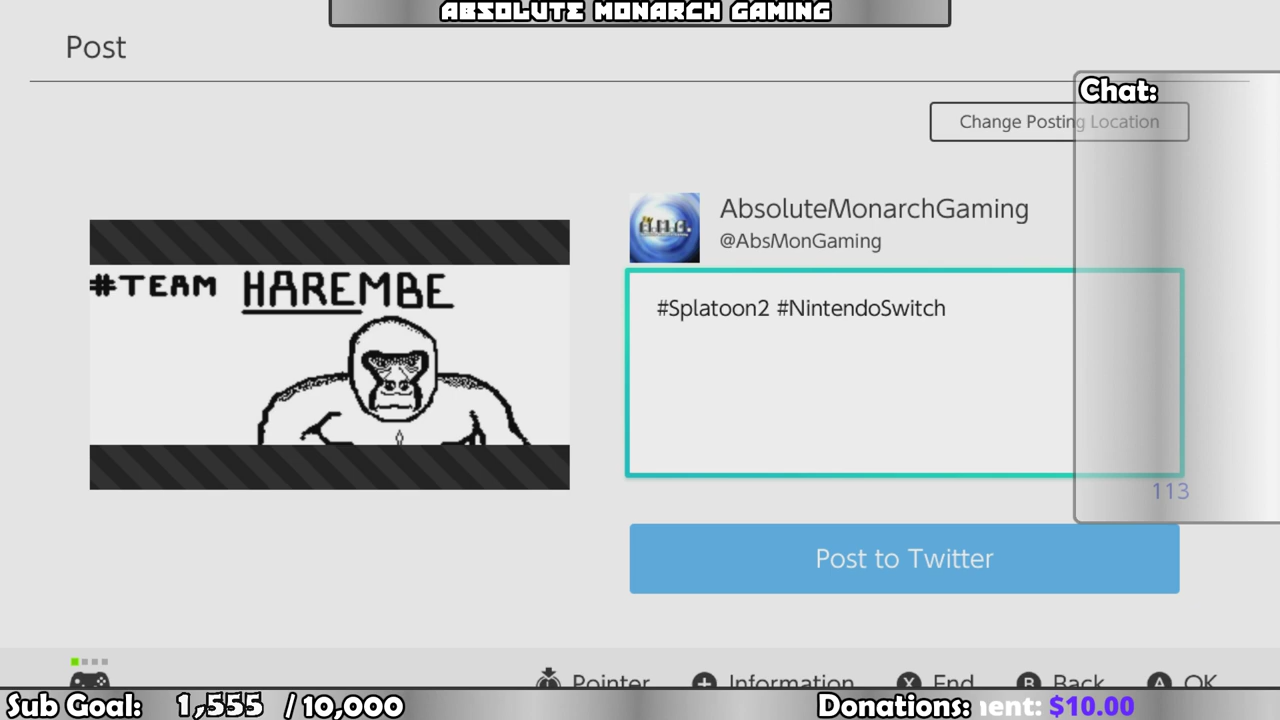 ABSOLUTE MONARCH GAMING
Post
Chat:
Change Posting Location
AbsoluteMonarchGaming
@AbsMonGaming
#TEAM HAREMBE
#Splatoon2 #NintendoSwitch
113
Post to Twitter
Pointer Information End Back OK
Sub Goal: 1,555 / 10,000
Donations: $10.00